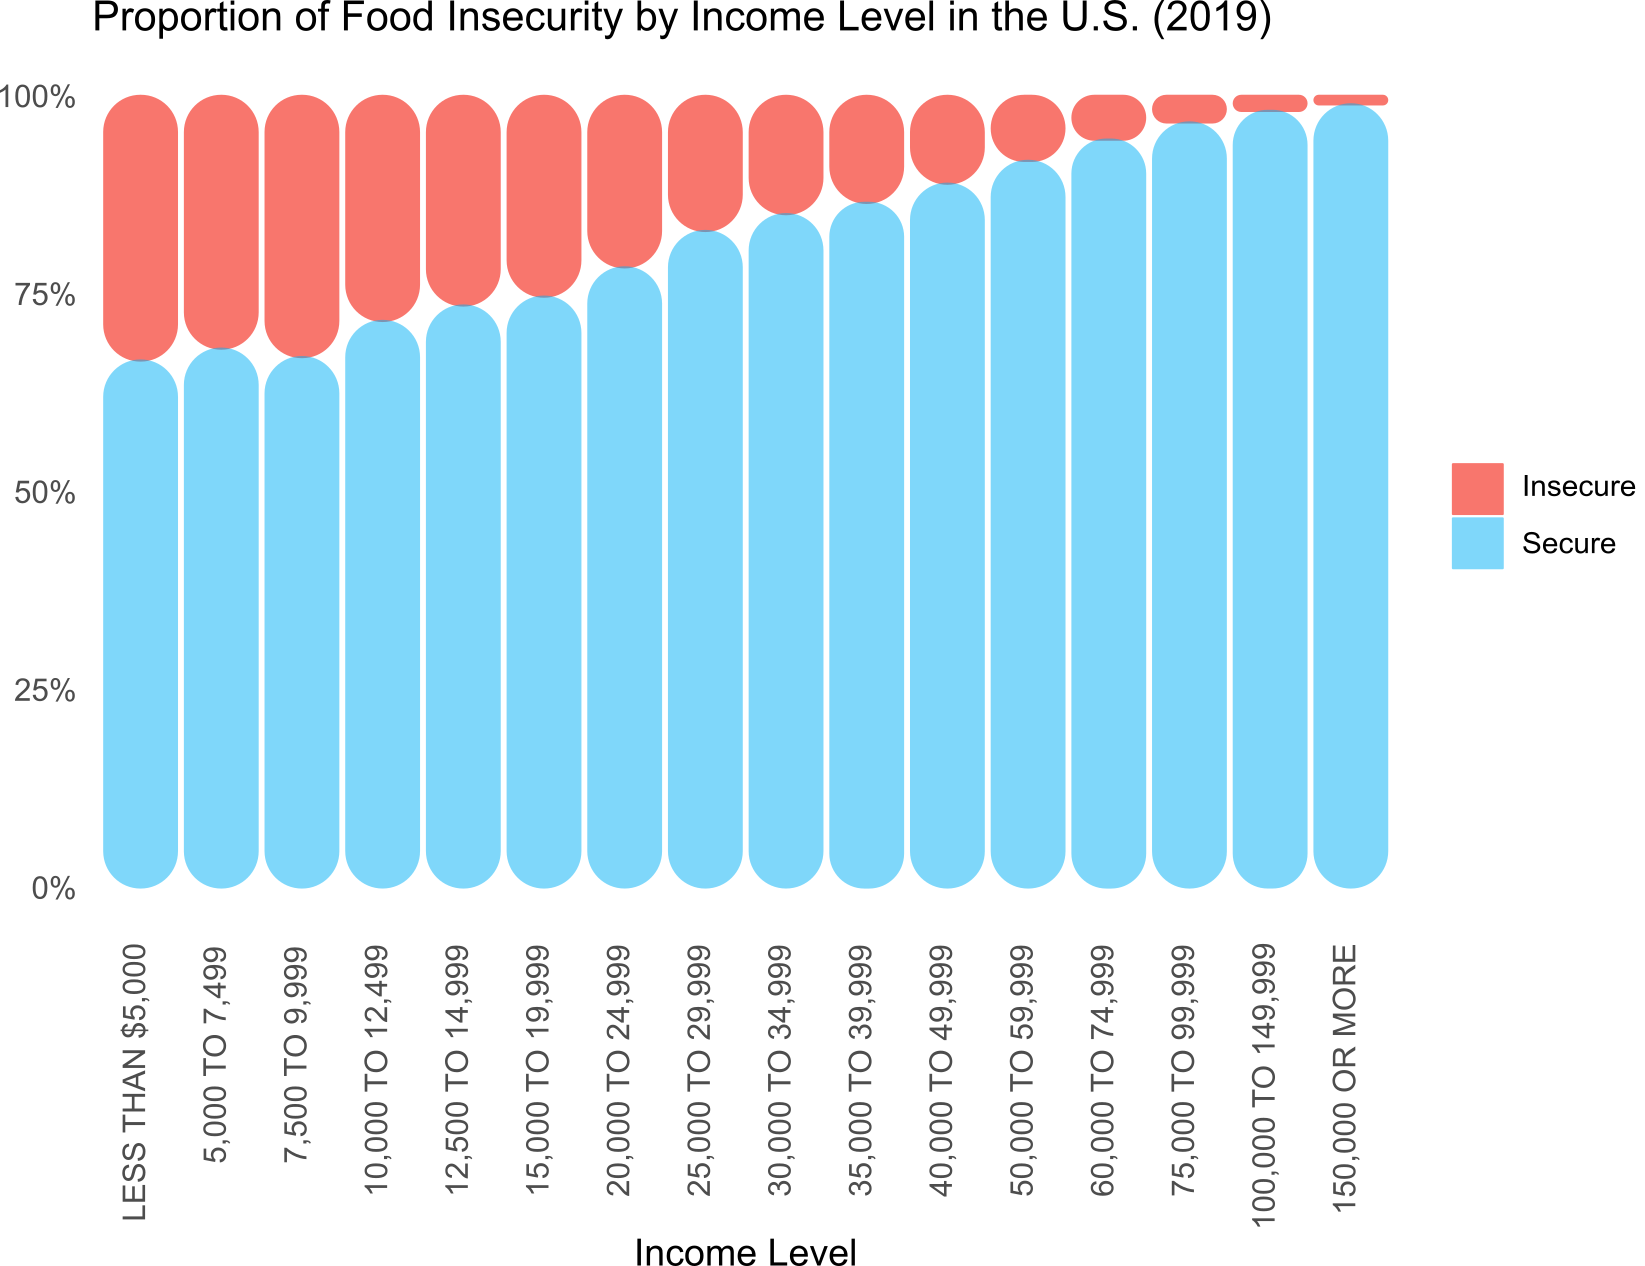 Proportion of Food Insecurity by Income Level in the U.S. (2019)
100%
75%
50%
25%
0%
Insecure
Secure
LESS THAN $5,000
5,000 TO 7,499
7,500 TO 9,999
10,000 TO 12,499
12,500 TO 14,999
15,000 TO 19,999
20,000 TO 24,999
25,000 TO 29,999
30,000 TO 34,999
35,000 TO 39,999
40,000 TO 49,999
50,000 TO 59,999
60,000 TO 74,999
75,000 TO 99,999
100,000 TO 149,999
150,000 OR MORE
Income Level